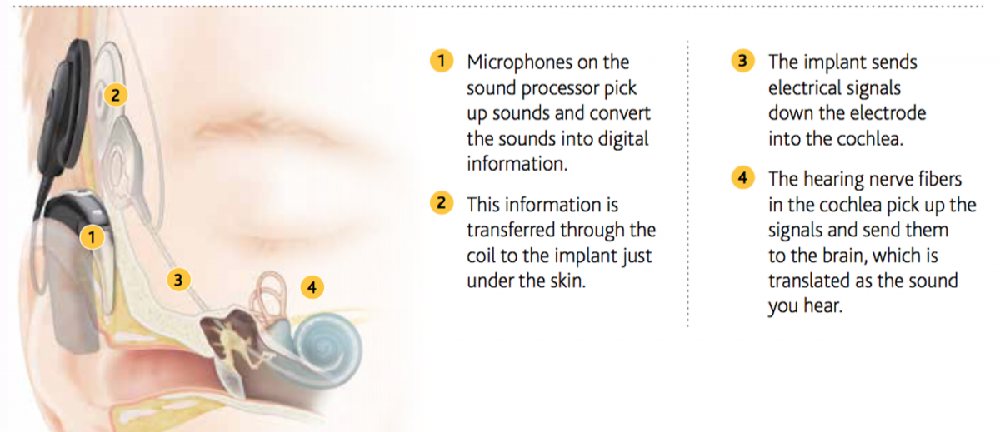 1 Microphones on the
sound processor pick
up sounds and convert
the sounds into digital
information.
2 This information is
transferred through the
coil to the implant just
under the skin.
3 The implant sends
electrical signals
down the electrode
into the cochlea.
4 The hearing nerve fibers
in the cochlea pick up the
signals and send them
to the brain, which is
translated as the sound
you hear.
2
1
3
4